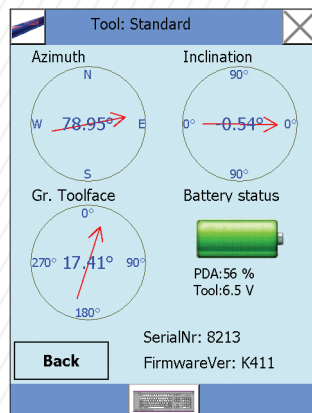 Tool: Standard
Azimuth
Inclination
N
90°
W 78.95° E
0° -0.54° 0°
S
90°
Gr. Toolface
Battery status
0°
270° 17.41° 90°
180°
PDA:56 %
Tool:6.5 V
SerialNr: 8213
Back
FirmwareVer: K411